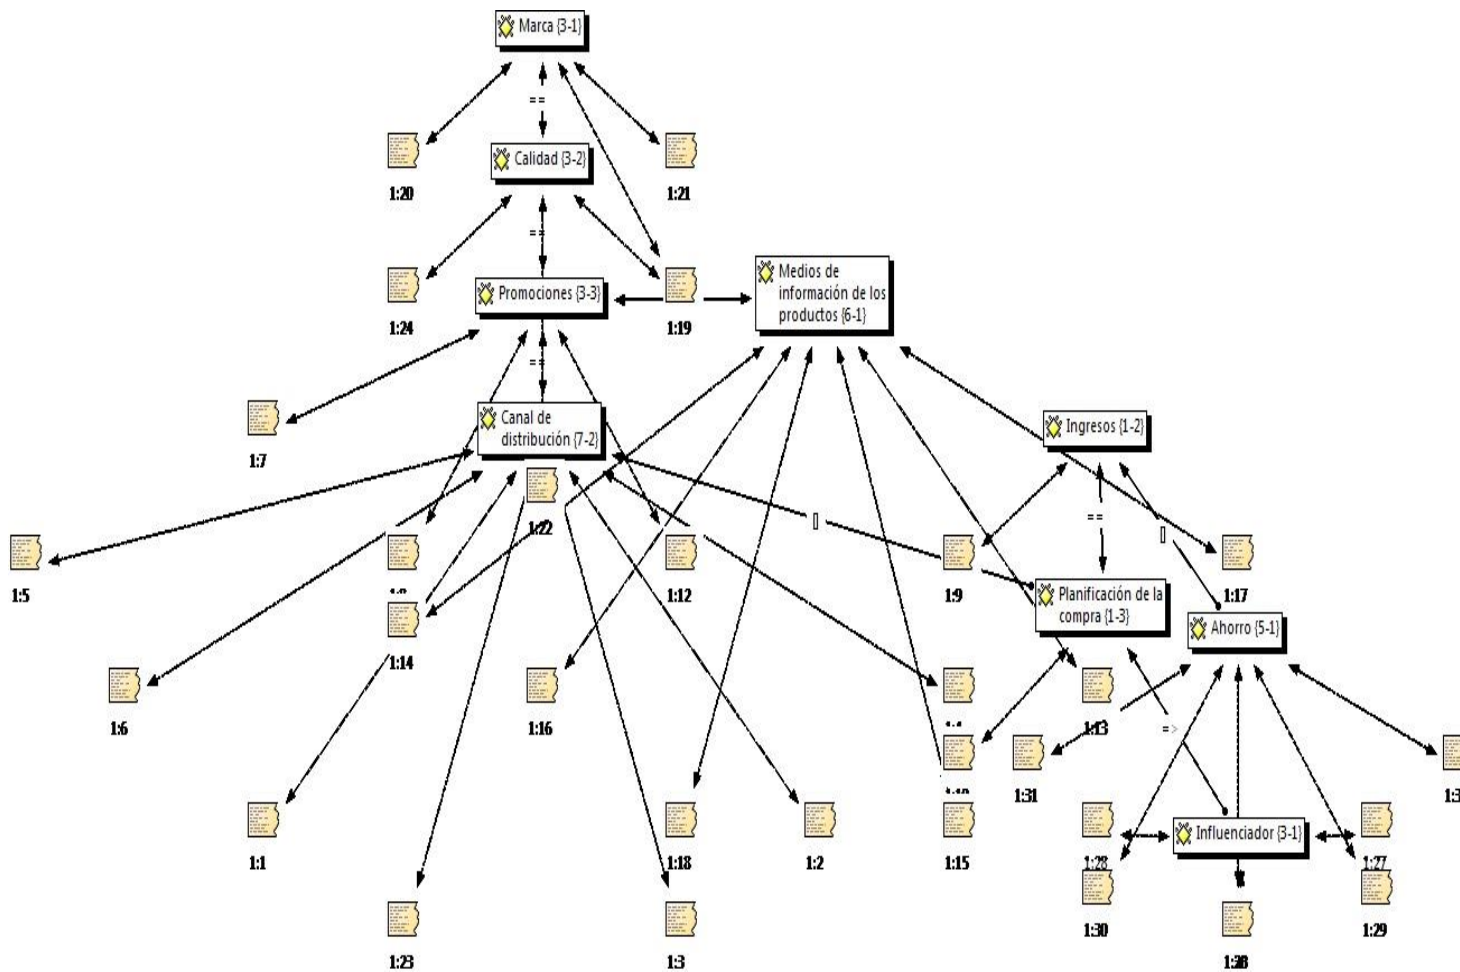 Marca {3-1}
==
1:20
Calidad {3-2}
1:21
==
1:24
Promociones {3-3}
1:19
Medios de
información de los
productos {6-1}
==
1:7
Canal de
distribución {7-2}
Ingresos {1-2}
1:22
==
1:5
1:12
1:9
Planificación de la
compra {1-3}
1:17
Ahorro {5-1}
1:14
1:6
1:16
1:13
=>
1:31
1:1
1:18
1:2
1:15
1:28
Influenciador {3-1}
1:27
1:30
1:29
1:23
1:3